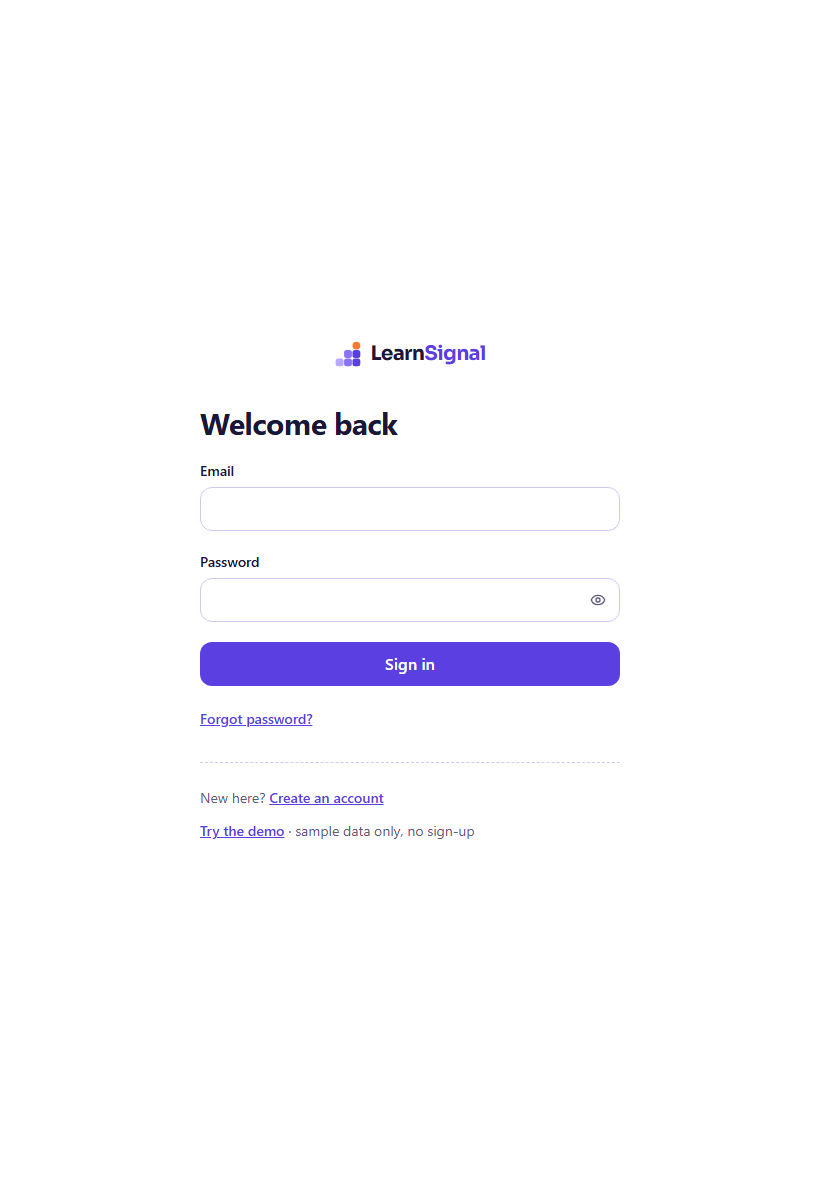 LearnSignal
Welcome back
Email
Password
Sign in
Forgot password?
New here? Create an account
Try the demo · sample data only, no sign-up